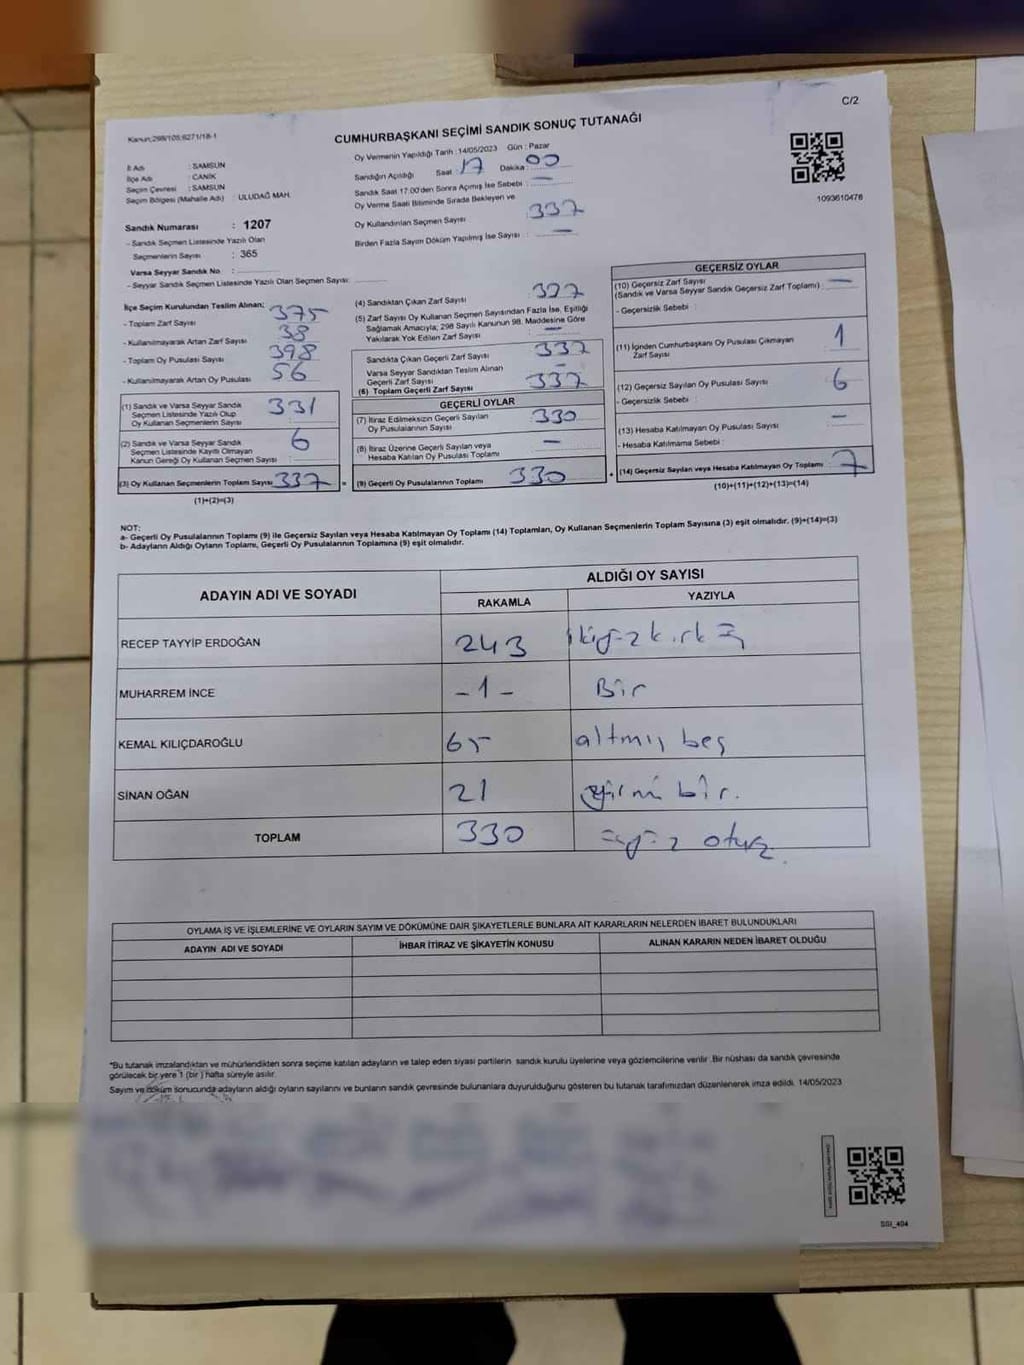 C/2
Kanun:298/105;6271/18-1
CUMHURBAŞKANI SEÇİMİ SANDIK SONUÇ TUTANAĞI
İl Adı : SAMSUN
İlçe Adı : CANİK
Seçim Çevresi : SAMSUN
Seçim Bölgesi (Mahalle Adı) : ULUDAĞ MAH.
Oy Vermenin Yapıldığı Tarih : 14/05/2023 Gün : Pazar
Sandığın Açıldığı Saat : 17 Dakika : 00
Sandık Saat 17:00'den Sonra Açmış İse Sebebi : —
Oy Verme Saati Bitiminde Sırada Bekleyen ve
Oy Kullandırılan Seçmen Sayısı 337
Birden Fazla Sayım Döküm Yapılmış İse Sayısı : —
1093610476
Sandık Numarası : 1207
- Sandık Seçmen Listesinde Yazılı Olan
Seçmenlerin Sayısı : 365
Varsa Seyyar Sandık No :
- Seyyar Sandık Seçmen Listesinde Yazılı Olan Seçmen Sayısı:
İlçe Seçim Kurulundan Teslim Alınan;
- Toplam Zarf Sayısı 375
- Kullanılmayarak Artan Zarf Sayısı 38
- Toplam Oy Pusulası Sayısı 398
- Kullanılmayarak Artan Oy Pusulası 56
(1) Sandık ve Varsa Seyyar Sandık
Seçmen Listesinde Yazılı Olup
Oy Kullanan Seçmenlerin Sayısı : 331
(2) Sandık ve Varsa Seyyar Sandık
Seçmen Listesinde Kayıtlı Olmayan
Kanun Gereği Oy Kullanan Seçmen Sayısı : 6
(3) Oy Kullanan Seçmenlerin Toplam Sayısı 337 =
(1)+(2)=(3)
(4) Sandıktan Çıkan Zarf Sayısı 337
(5) Zarf Sayısı Oy Kullanan Seçmen Sayısından Fazla İse, Eşitliği
Sağlamak Amacıyla; 298 Sayılı Kanunun 98. Maddesine Göre
Yakılarak Yok Edilen Zarf Sayısı : —
Sandıkta Çıkan Geçerli Zarf Sayısı 337
Varsa Seyyar Sandıktan Teslim Alınan
Geçerli Zarf Sayısı —
(6) Toplam Geçerli Zarf Sayısı 337
GEÇERLİ OYLAR
(7) İtiraz Edilmeksizin Geçerli Sayılan
Oy Pusulalarının Sayısı : 330
(8) İtiraz Üzerine Geçerli Sayılan veya
Hesaba Katılan Oy Pusulası Toplamı : —
(9) Geçerli Oy Pusulalarının Toplamı 330 +
GEÇERSİZ OYLAR
(10) Geçersiz Zarf Sayısı
(Sandık ve Varsa Seyyar Sandık Geçersiz Zarf Toplamı) : —
- Geçersizlik Sebebi :
(11) İçinden Cumhurbaşkanı Oy Pusulası Çıkmayan
Zarf Sayısı 1
(12) Geçersiz Sayılan Oy Pusulası Sayısı : 6
- Geçersizlik Sebebi :
(13) Hesaba Katılmayan Oy Pusulası Sayısı : —
- Hesaba Katılmama Sebebi :
(14) Geçersiz Sayılan veya Hesaba Katılmayan Oy Toplamı : 7
(10)+(11)+(12)+(13)=(14)
NOT:
a- Geçerli Oy Pusulalarının Toplamı (9) ile Geçersiz Sayılan veya Hesaba Katılmayan Oy Toplamı (14) Toplamları, Oy Kullanan Seçmenlerin Toplam Sayısına (3) eşit olmalıdır. (9)+(14)=(3)
b- Adayların Aldığı Oyların Toplamı, Geçerli Oy Pusulalarının Toplamına (9) eşit olmalıdır.
ADAYIN ADI VE SOYADI ALDIĞI OY SAYISI
RAKAMLA YAZIYLA
RECEP TAYYİP ERDOĞAN 243 ikiyüzkırk üç
MUHARREM İNCE -1- Bir
KEMAL KILIÇDAROĞLU 65 altmış beş
SİNAN OĞAN 21 yirmi bir.
TOPLAM 330 üçyüz otuz.
OYLAMA İŞ VE İŞLEMLERİNE VE OYLARIN SAYIM VE DÖKÜMÜNE DAİR ŞİKAYETLERLE BUNLARA AİT KARARLARIN NELERDEN İBARET BULUNDUKLARI
ADAYIN ADI VE SOYADI İHBAR İTİRAZ VE ŞİKAYETİN KONUSU ALINAN KARARIN NEDEN İBARET OLDUĞU
*Bu tutanak imzalandıktan ve mühürlendikten sonra seçime katılan adayların ve talep eden siyasi partilerin sandık kurulu üyelerine veya gözlemcilerine verilir. Bir nüshası da sandık çevresinde
görülecek bir yere 1 (bir) hafta süreyle asılır.
Sayım ve döküm sonucunda adayların aldığı oyların sayılarını ve bunların sandık çevresinde bulunanlara duyurulduğunu gösteren bu tutanak tarafımızdan düzenlenerek imza edildi. 14/05/2023
SSI_404